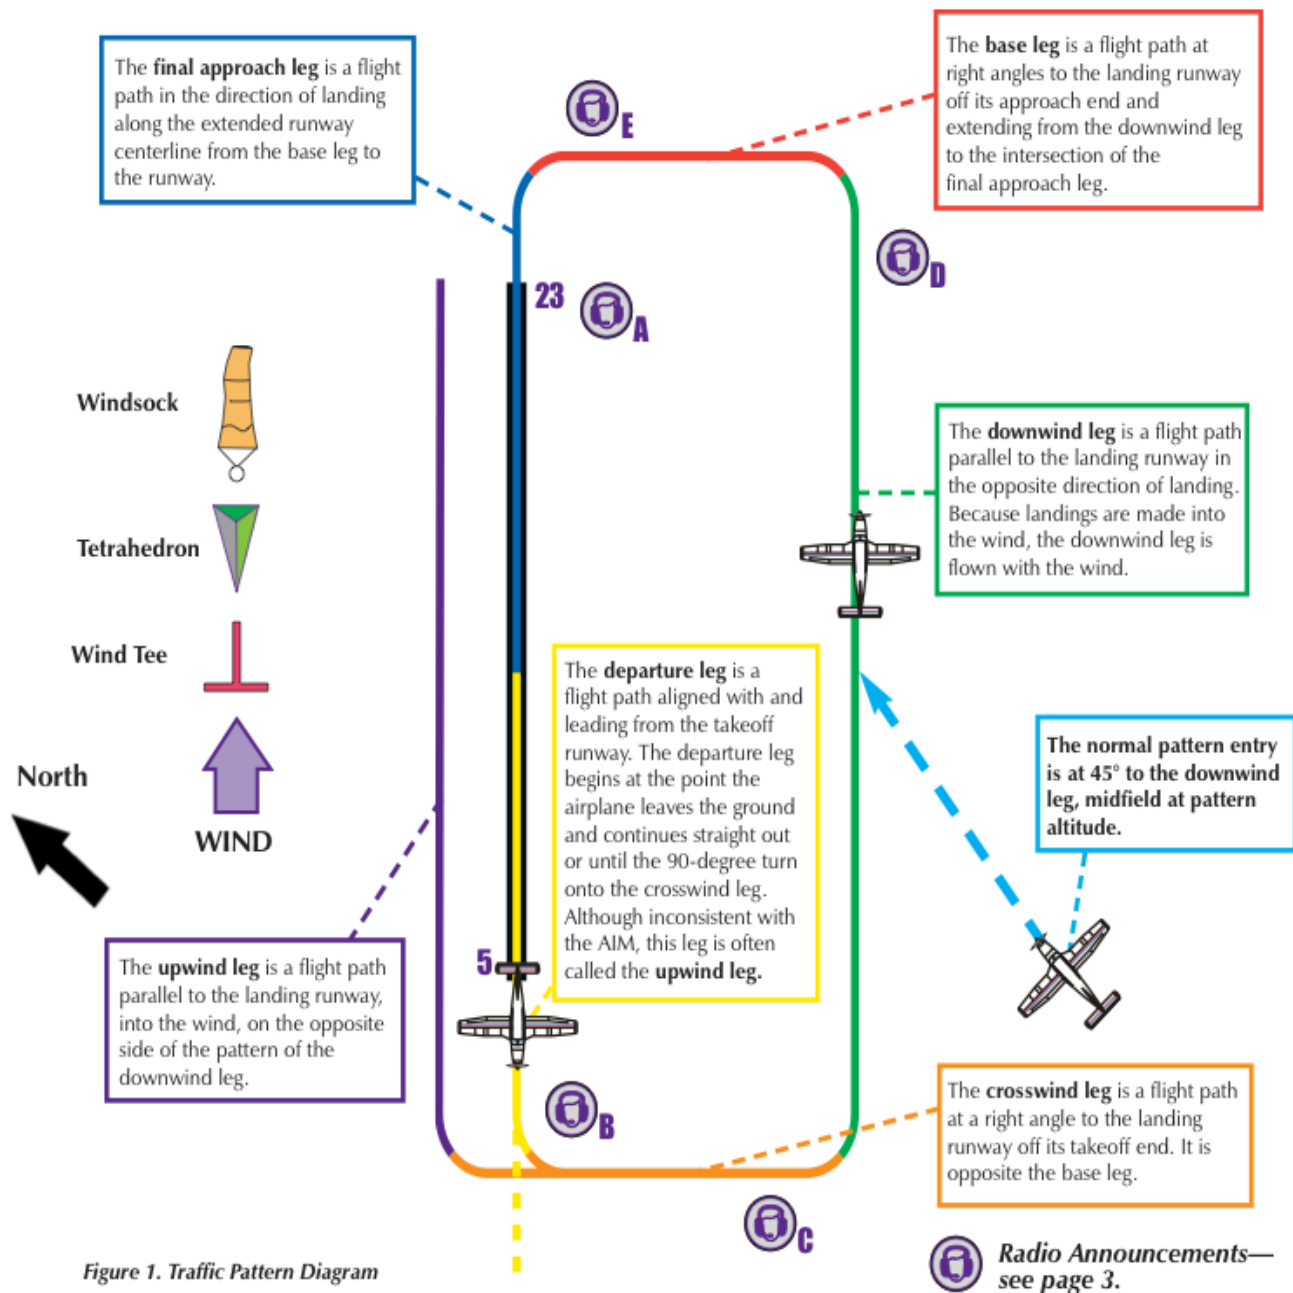 The final approach leg is a flight
path in the direction of landing
along the extended runway
centerline from the base leg to
the runway.
The base leg is a flight path at
right angles to the landing runway
off its approach end and
extending from the downwind leg
to the intersection of the
final approach leg.
E
D
23
A
Windsock
Tetrahedron
Wind Tee
North
WIND
The downwind leg is a flight path
parallel to the landing runway in
the opposite direction of landing.
Because landings are made into
the wind, the downwind leg is
flown with the wind.
The departure leg is a
flight path aligned with and
leading from the takeoff
runway. The departure leg
begins at the point the
airplane leaves the ground
and continues straight out
or until the 90-degree turn
onto the crosswind leg.
Although inconsistent with
the AIM, this leg is often
called the upwind leg.
The normal pattern entry
is at 45° to the downwind
leg, midfield at pattern
altitude.
5
The upwind leg is a flight path
parallel to the landing runway,
into the wind, on the opposite
side of the pattern of the
downwind leg.
B
The crosswind leg is a flight path
at a right angle to the landing
runway off its takeoff end. It is
opposite the base leg.
C
Figure 1. Traffic Pattern Diagram
Radio Announcements—
see page 3.